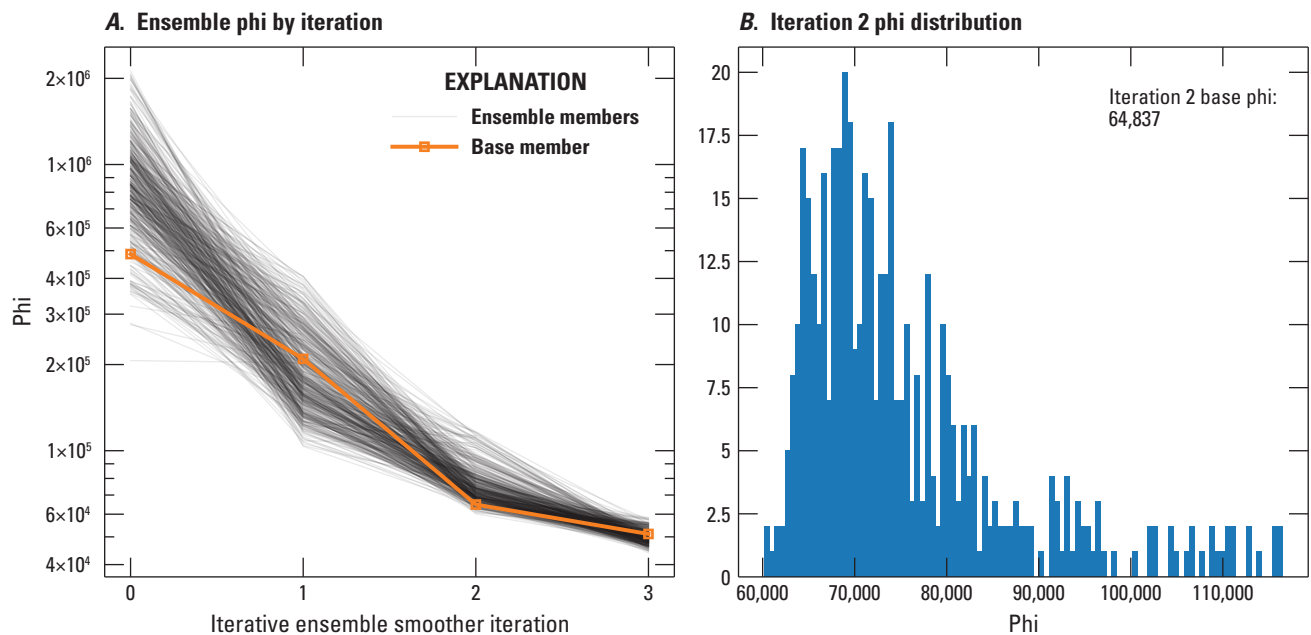 A. Ensemble phi by iteration
2×10⁶
1×10⁶
6×10⁵
4×10⁵
3×10⁵
2×10⁵
1×10⁵
6×10⁴
4×10⁴
Phi
EXPLANATION
Ensemble members
Base member
0 1 2 3
Iterative ensemble smoother iteration
B. Iteration 2 phi distribution
20
17.5
15
12.5
10
7.5
5
2.5
0
Iteration 2 base phi:
64,837
60,000 70,000 80,000 90,000 100,000 110,000
Phi